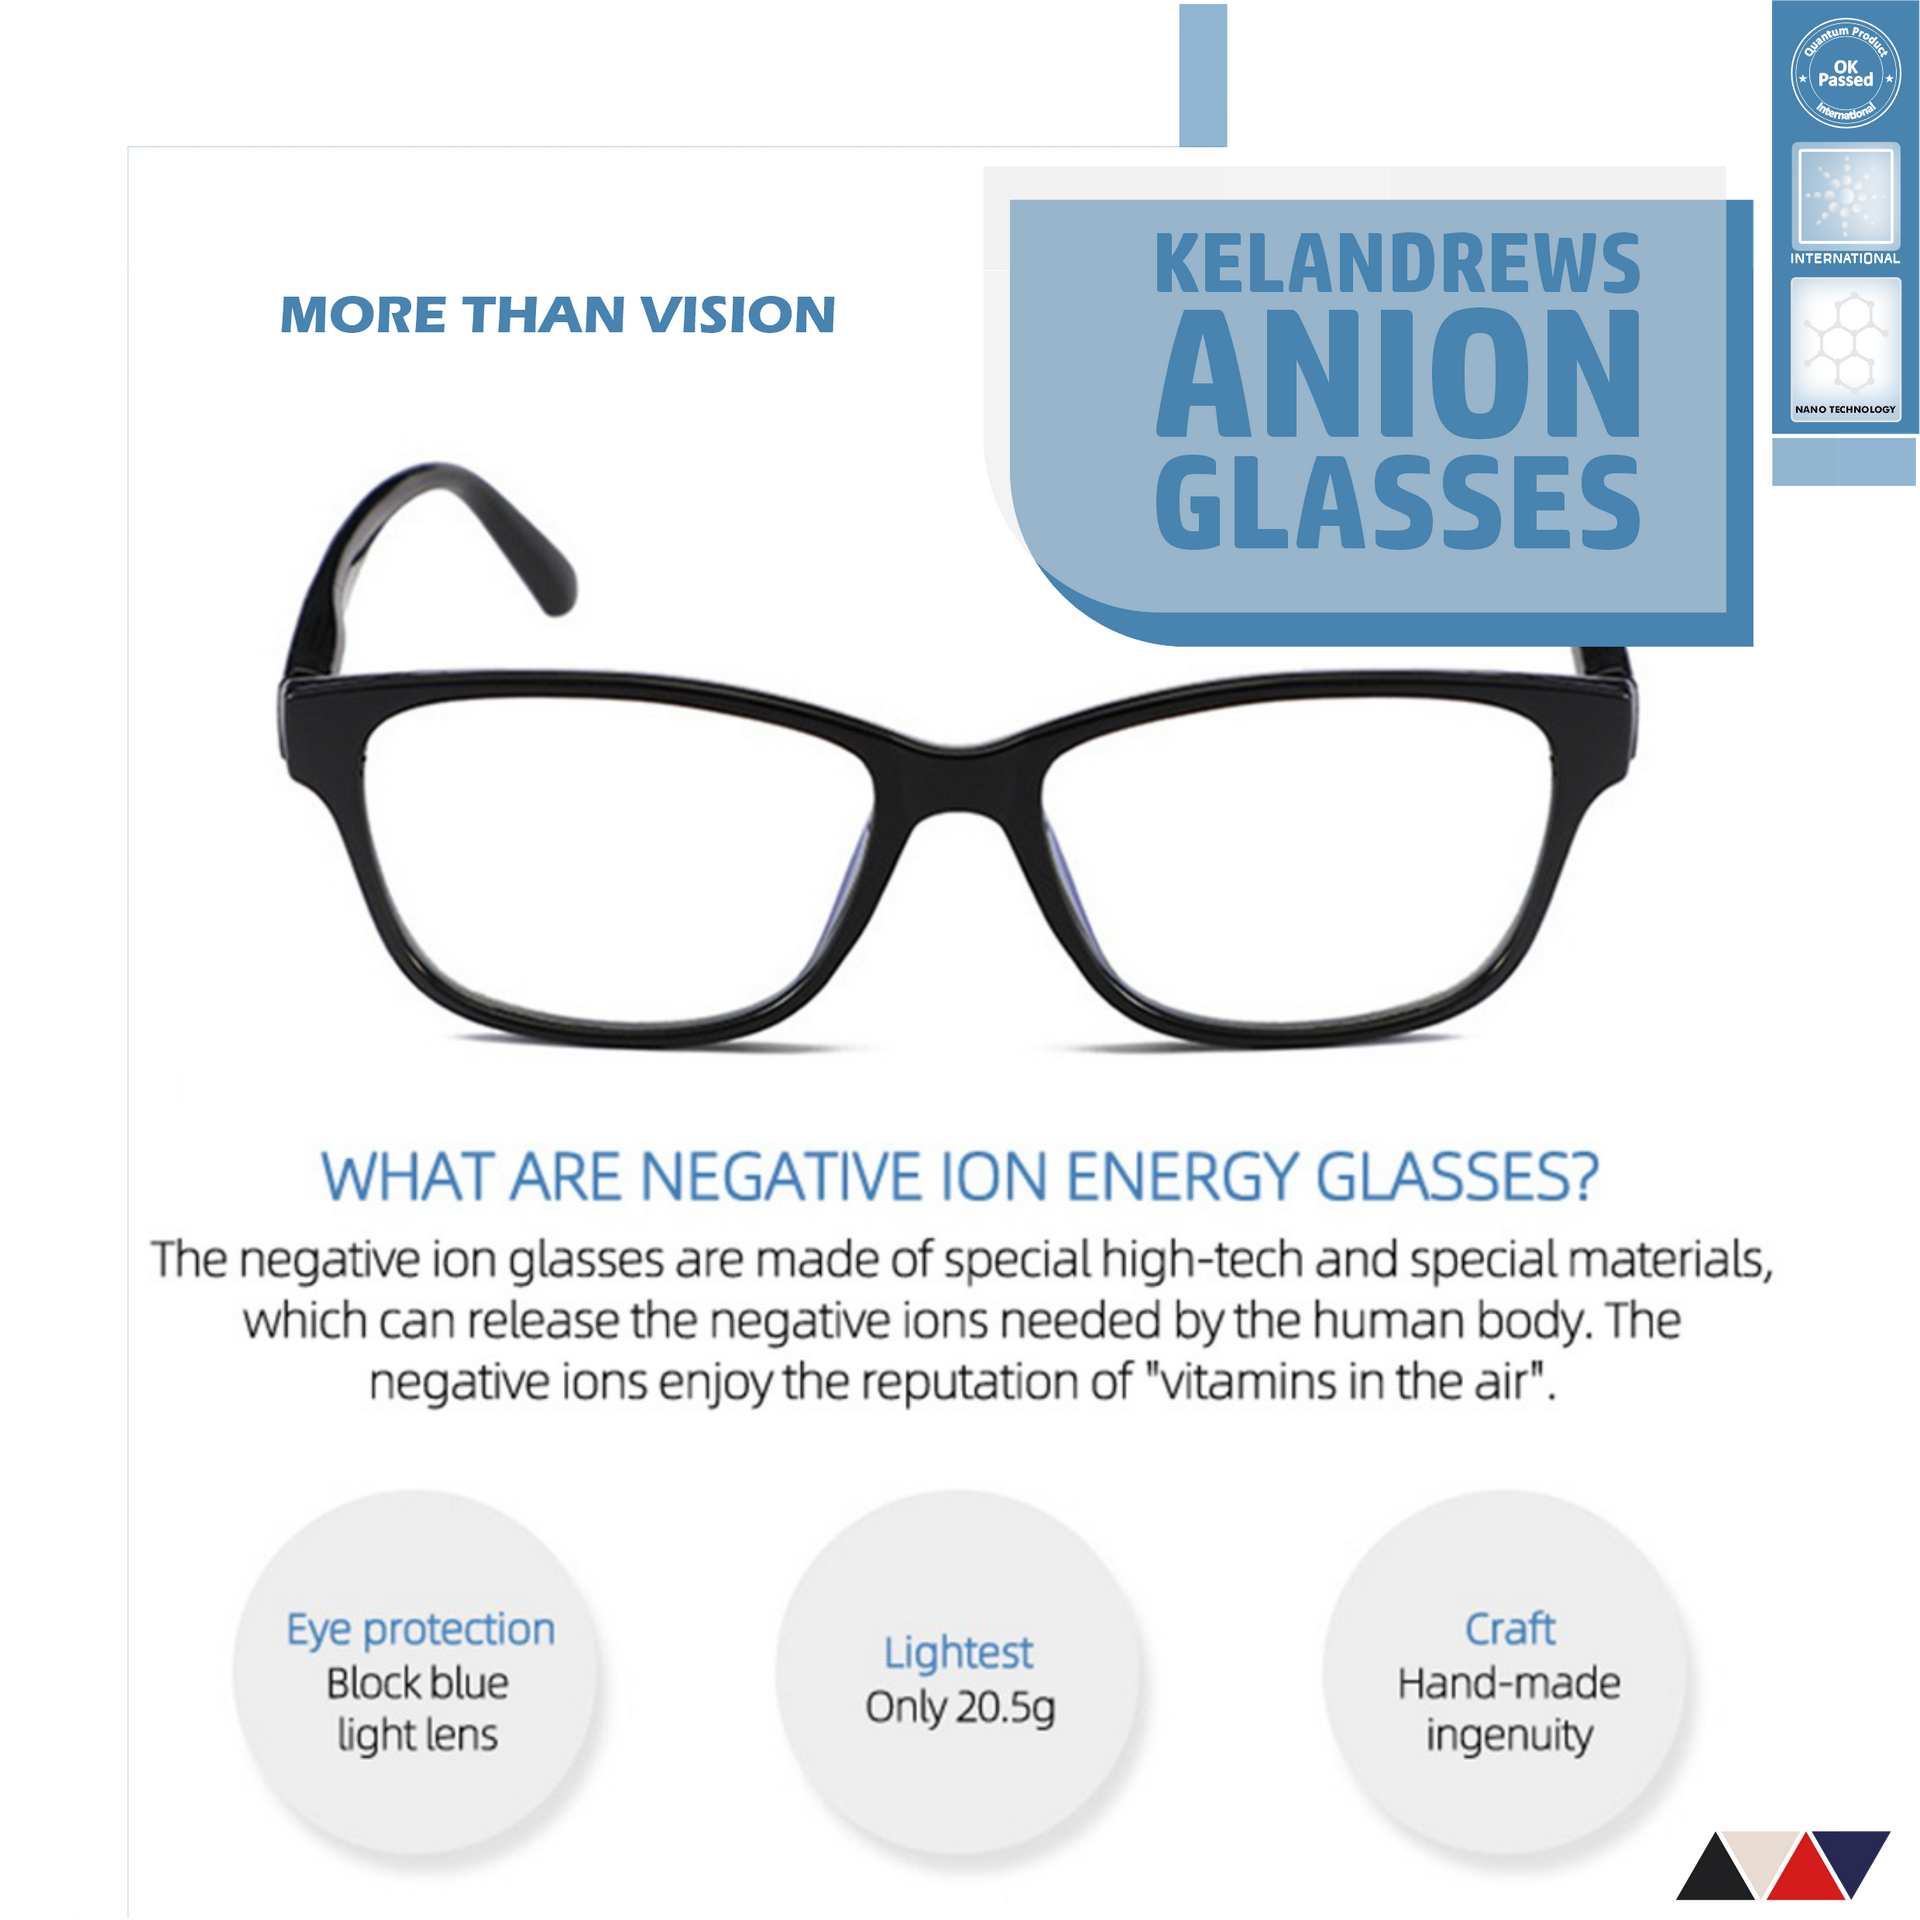 Quantum Product
OK
Passed
International
INTERNATIONAL
NANO TECHNOLOGY
MORE THAN VISION
KELANDREWS
ANION
GLASSES
WHAT ARE NEGATIVE ION ENERGY GLASSES?
The negative ion glasses are made of special high-tech and special materials,
which can release the negative ions needed by the human body. The
negative ions enjoy the reputation of "vitamins in the air".
Eye protection
Block blue
light lens
Lightest
Only 20.5g
Craft
Hand-made
ingenuity